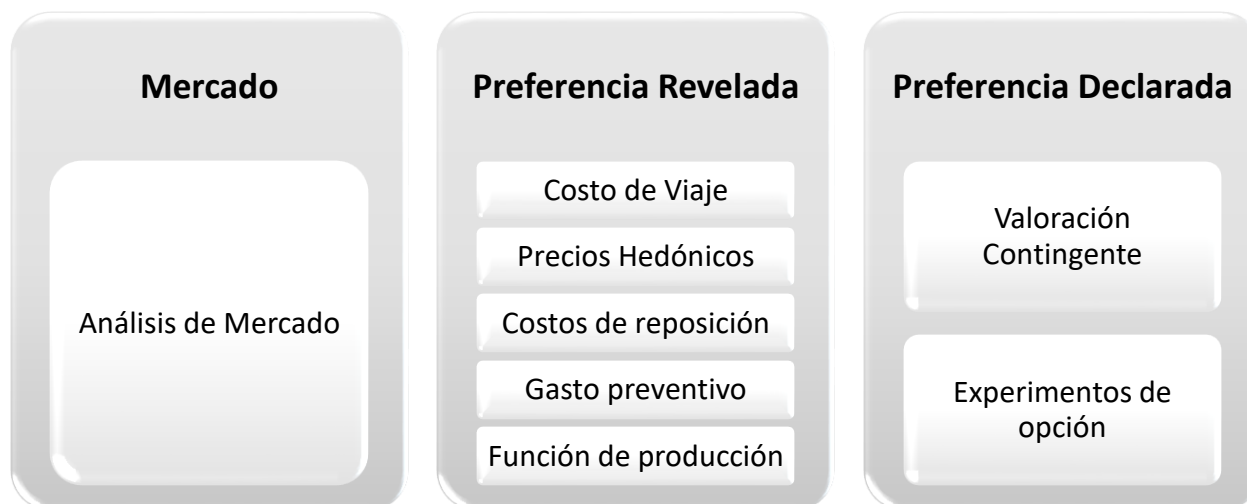 Mercado
Análisis de Mercado
Preferencia Revelada
Costo de Viaje
Precios Hedónicos
Costos de reposición
Gasto preventivo
Función de producción
Preferencia Declarada
Valoración
Contingente
Experimentos de
opción